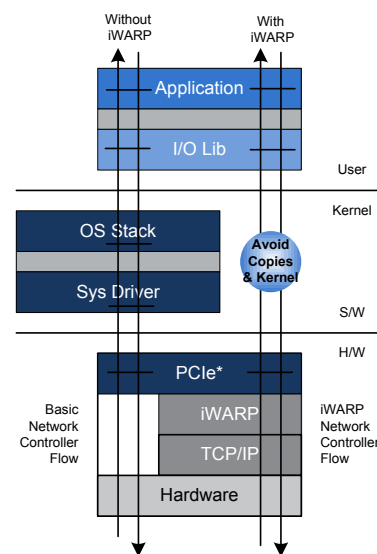 Without
iWARP
With
iWARP
Application
I/O Lib
User
Kernel
OS Stack
Avoid
Copies
& Kernel
Sys Driver
S/W
H/W
PCIe*
Basic
Network
Controller
Flow
iWARP
TCP/IP
iWARP
Network
Controller
Flow
Hardware